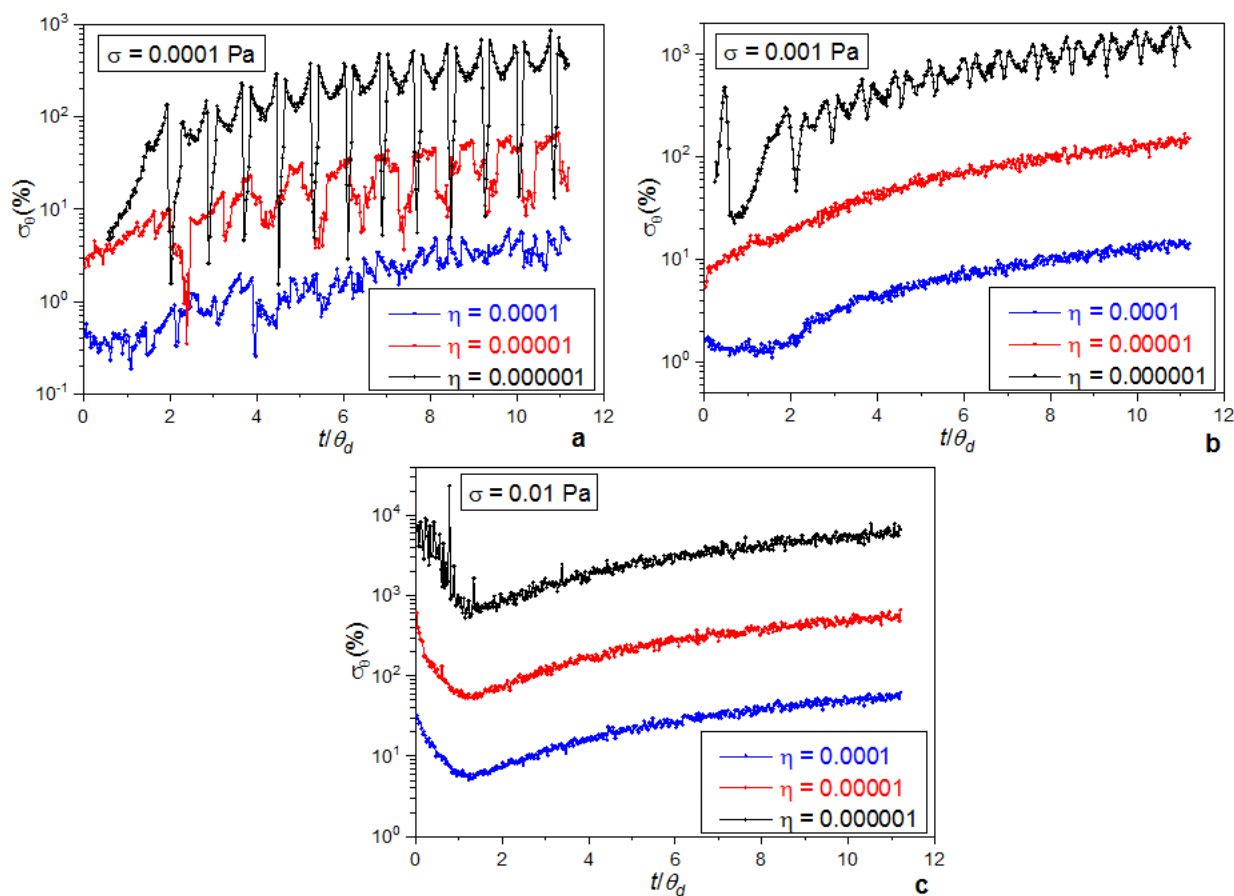 σ = 0.0001 Pa
σθ(%)
10³
10²
10¹
10⁰
10⁻¹
η = 0.0001
η = 0.00001
η = 0.000001
0 2 4 6 8 10 12
t/θd
a
σ = 0.001 Pa
σθ(%)
10³
10²
10¹
10⁰
η = 0.0001
η = 0.00001
η = 0.000001
0 2 4 6 8 10 12
t/θd
b
σ = 0.01 Pa
σθ(%)
10⁴
10³
10²
10¹
10⁰
η = 0.0001
η = 0.00001
η = 0.000001
0 2 4 6 8 10 12
t/θd
c